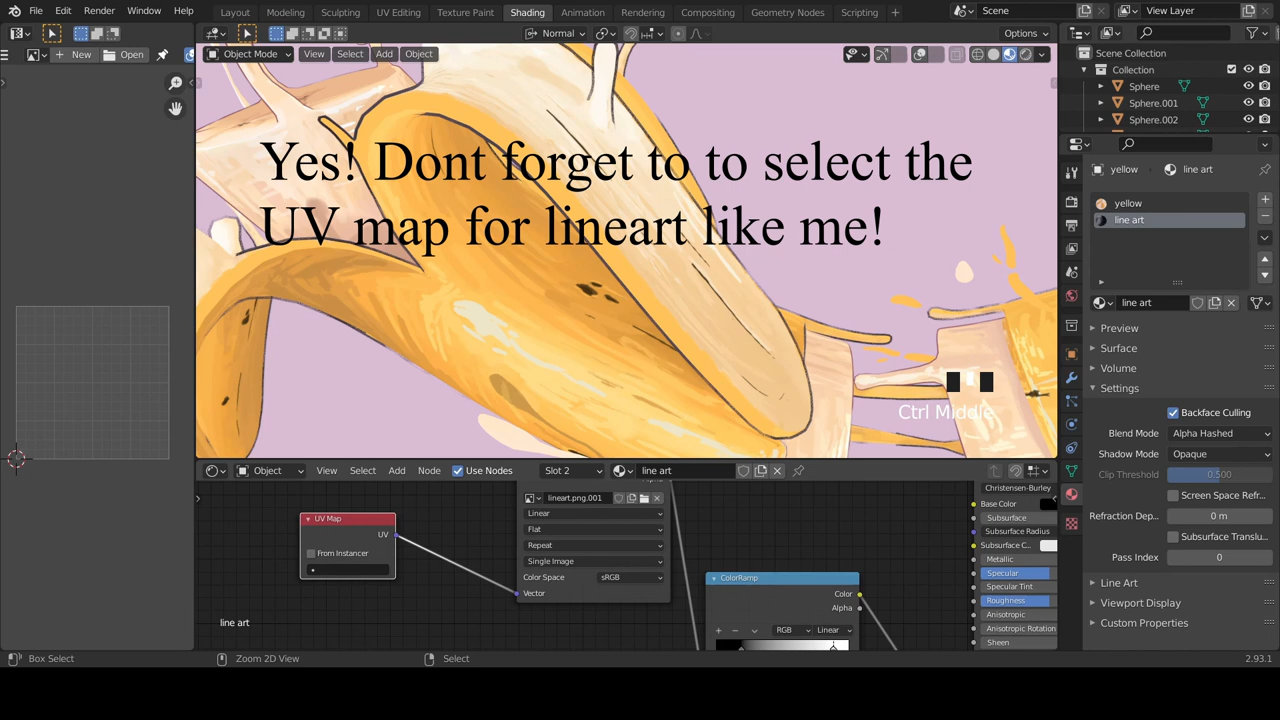 File Edit Render Window Help Layout Modeling Sculpting UV Editing Texture Paint Shading Animation Rendering Compositing Geometry Nodes Scripting + Scene View Layer
New Open Normal Options
Object Mode View Select Add Object
Scene Collection
Collection
Sphere
Sphere.001
Sphere.002
Yes! Dont forget to to select the
UV map for lineart like me!
Ctrl Middle
yellow line art
yellow
line art
line art
Preview
Surface
Volume
Settings
Backface Culling
Blend Mode Alpha Hashed
Shadow Mode Opaque
Clip Threshold 0.500
Screen Space Refr...
Refraction Dep... 0 m
Subsurface Translu...
Pass Index 0
Line Art
Viewport Display
Custom Properties
Object View Select Add Node Use Nodes Slot 2 line art
UV Map
UV
From Instancer
lineart.png.001
Linear
Flat
Repeat
Single Image
Color Space sRGB
Vector
ColorRamp
Color
Alpha
RGB Linear
Christensen-Burley
Base Color
Subsurface
Subsurface Radius
Subsurface C...
Metallic
Specular
Specular Tint
Roughness
Anisotropic
Anisotropic Rotation
Sheen
line art
Box Select Zoom 2D View Select 2.93.1